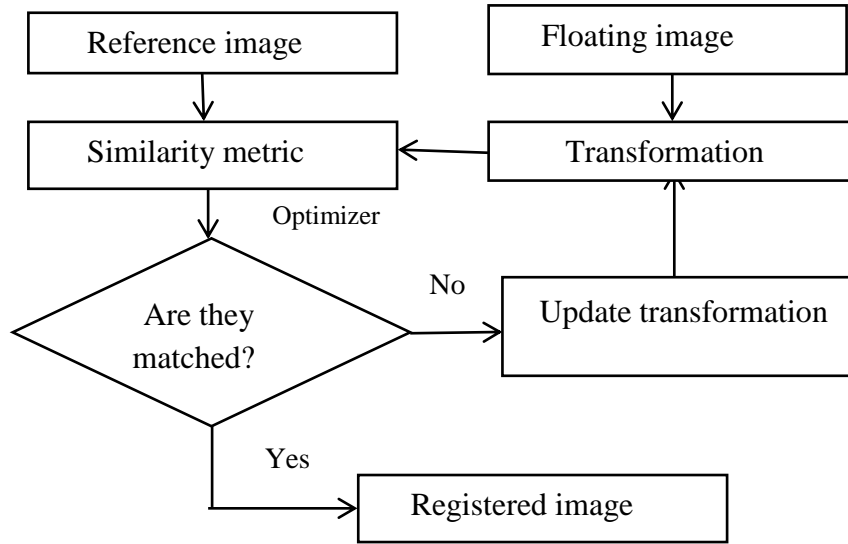 Reference image
Floating image
Similarity metric
Transformation
Optimizer
No
Update transformation
Are they
matched?
Yes
Registered image